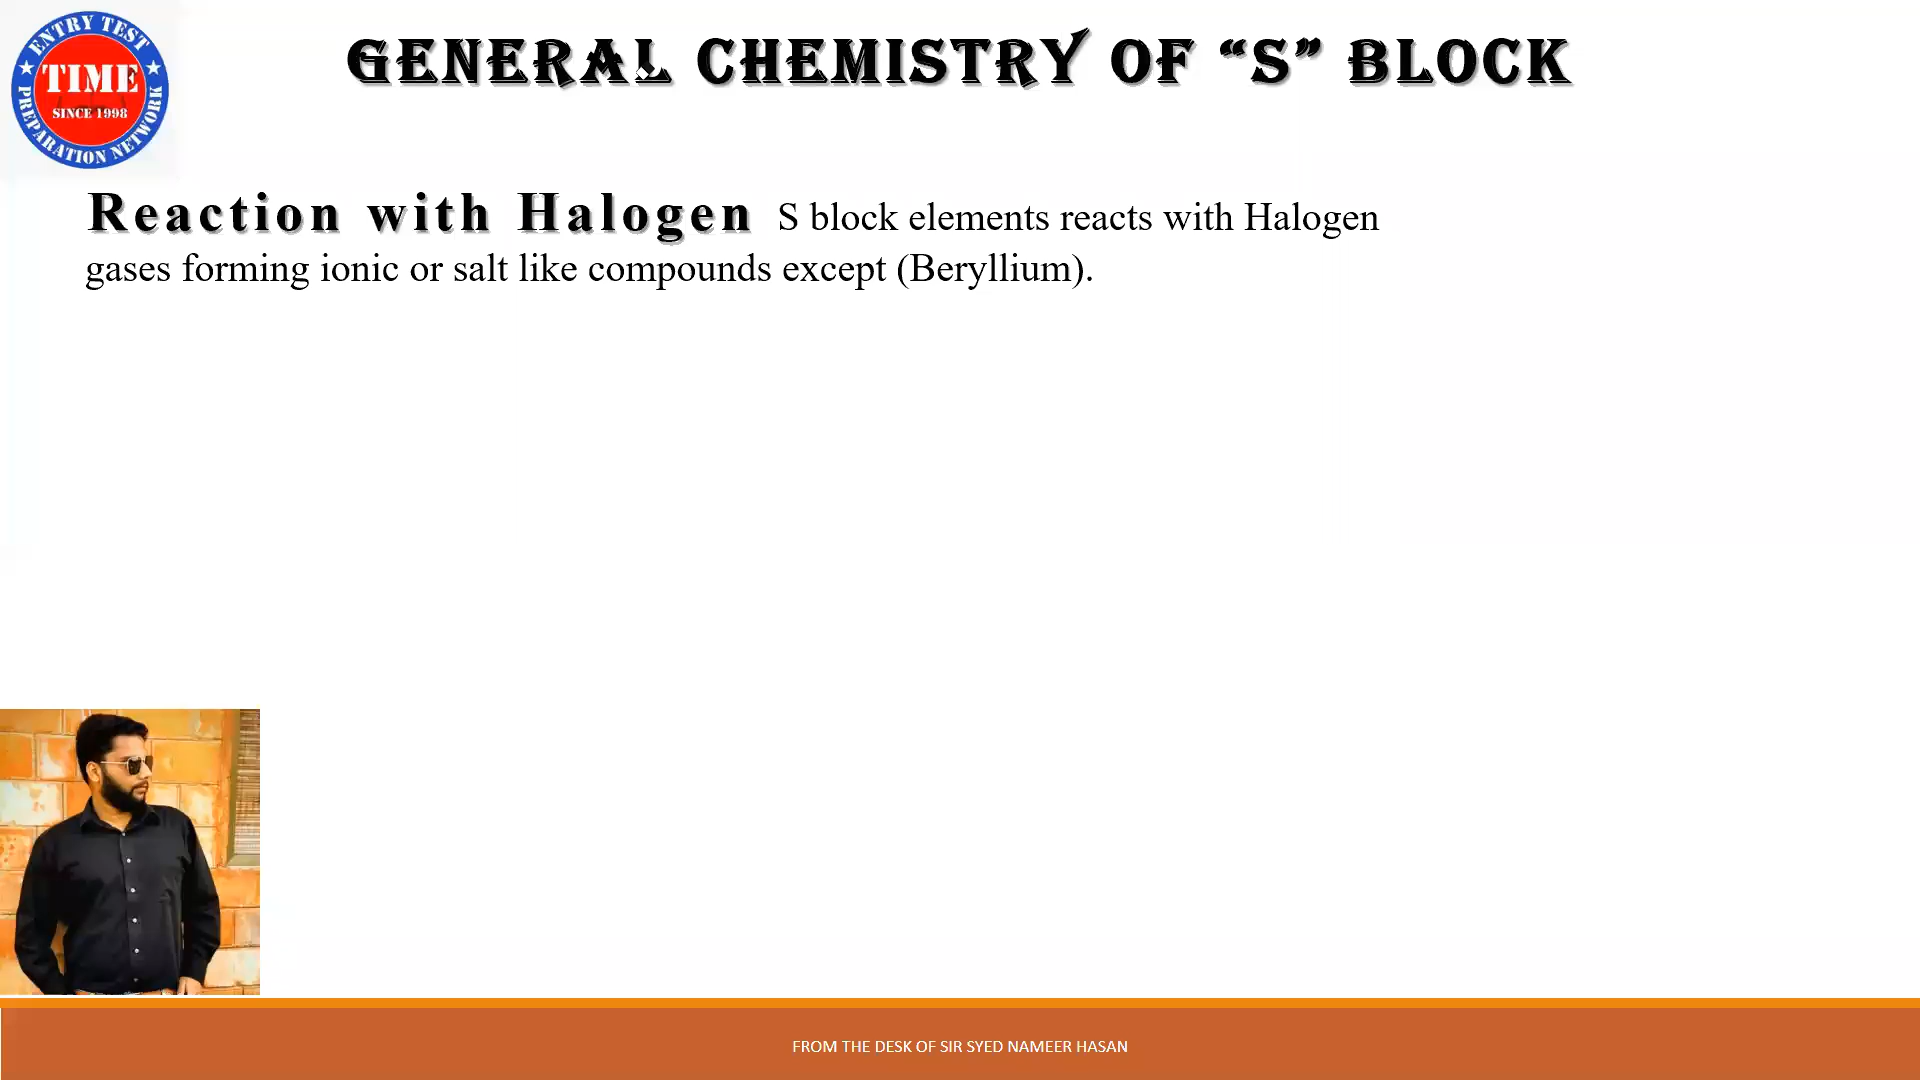 ENTRY TEST
TIME
SINCE 1998
PREPARATION NETWORK
GENERAL CHEMISTRY OF “S” BLOCK
Reaction with Halogen S block elements reacts with Halogen
gases forming ionic or salt like compounds except (Beryllium).
FROM THE DESK OF SIR SYED NAMEER HASAN